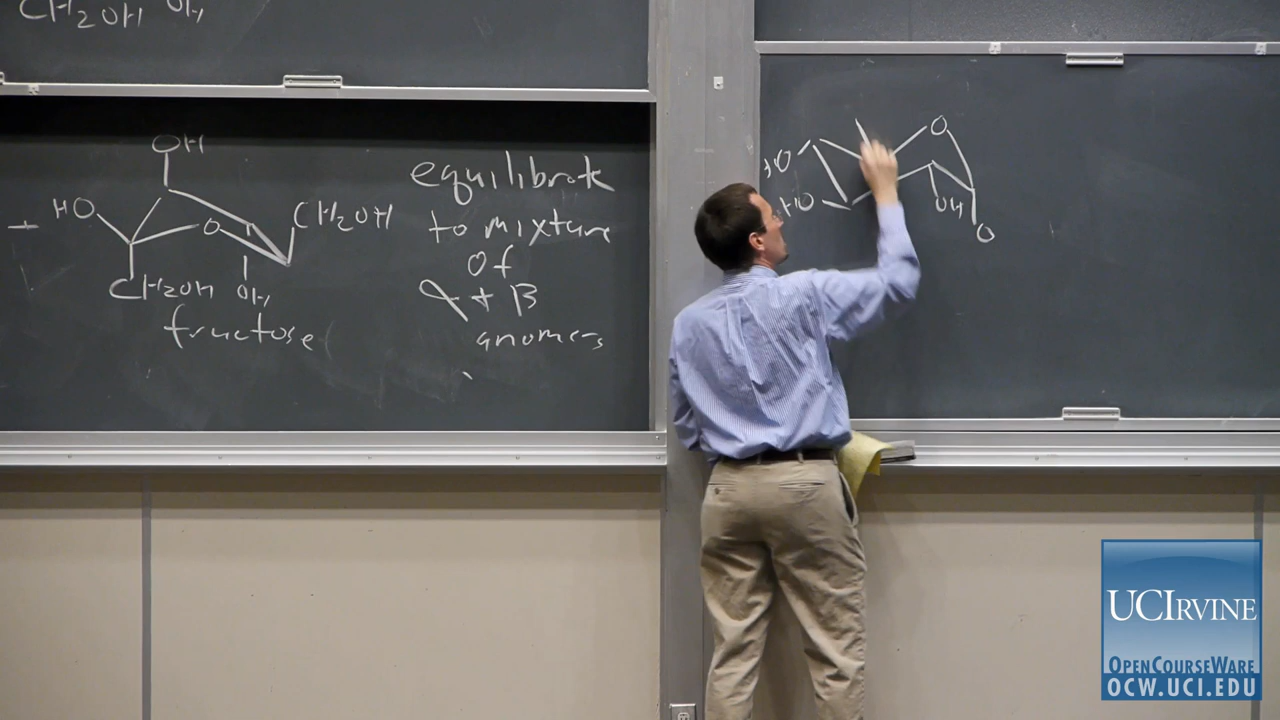 CH2OH OH
OH
HO
O
CH2OH
+
CH2OH OH
fructose
equilibrate
to mixture
of
α + β
anomers
O
HO
HO
OH
O
UCIRVINE
OPENCOURSEWARE
OCW.UCI.EDU